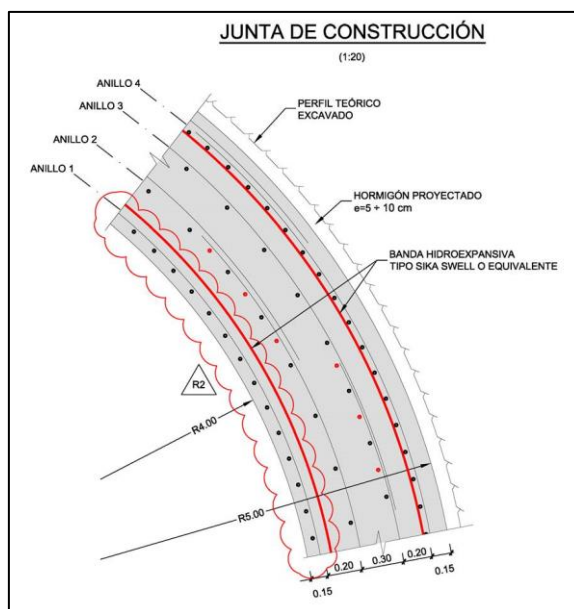 JUNTA DE CONSTRUCCIÓN
(1:20)
ANILLO 4
ANILLO 3
ANILLO 2
ANILLO 1
PERFIL TEÓRICO
EXCAVADO
HORMIGÓN PROYECTADO
e=5 ÷ 10 cm
BANDA HIDROEXPANSIVA
TIPO SIKA SWELL O EQUIVALENTE
R2
R4.00
R5.00
0.15
0.20
0.30
0.20
0.15